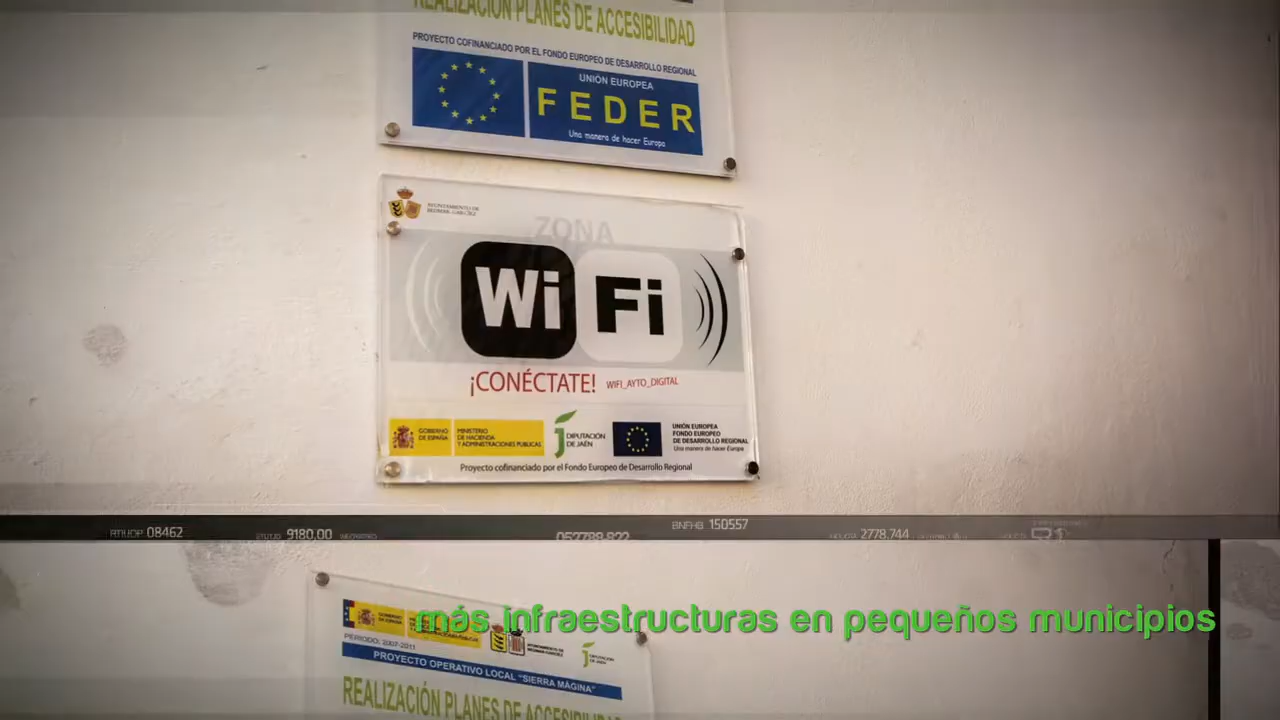 REALIZACIÓN PLANES DE ACCESIBILIDAD
PROYECTO COFINANCIADO POR EL FONDO EUROPEO DE DESARROLLO REGIONAL
UNIÓN EUROPEA
FEDER
Una manera de hacer Europa
AYUNTAMIENTO DE
ZONA
Wi Fi
¡CONÉCTATE! WIFI_AYTO_DIGITAL
GOBIERNO DE ESPAÑA
MINISTERIO DE HACIENDA Y ADMINISTRACIONES PUBLICAS
DIPUTACIÓN DE JAÉN
UNIÓN EUROPEA
FONDO EUROPEO
DE DESARROLLO REGIONAL
Una manera de hacer Europa
Proyecto cofinanciado por el Fondo Europeo de Desarrollo Regional
08462
9180.00
BNFHB 150557
2778.744
más infraestructuras en pequeños municipios
PERIODO: 2007-2011
PROYECTO OPERATIVO LOCAL "SIERRA MÁGINA"
REALIZACIÓN PLANES DE ACCESIBILIDAD